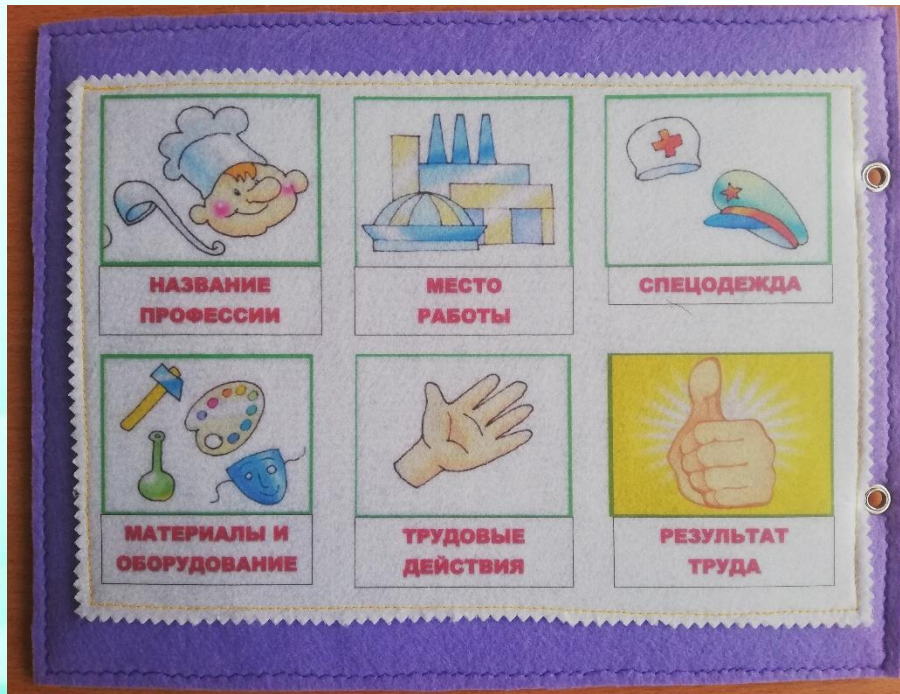 НАЗВАНИЕ
ПРОФЕССИИ
МЕСТО
РАБОТЫ
СПЕЦОДЕЖДА
МАТЕРИАЛЫ И
ОБОРУДОВАНИЕ
ТРУДОВЫЕ
ДЕЙСТВИЯ
РЕЗУЛЬТАТ
ТРУДА